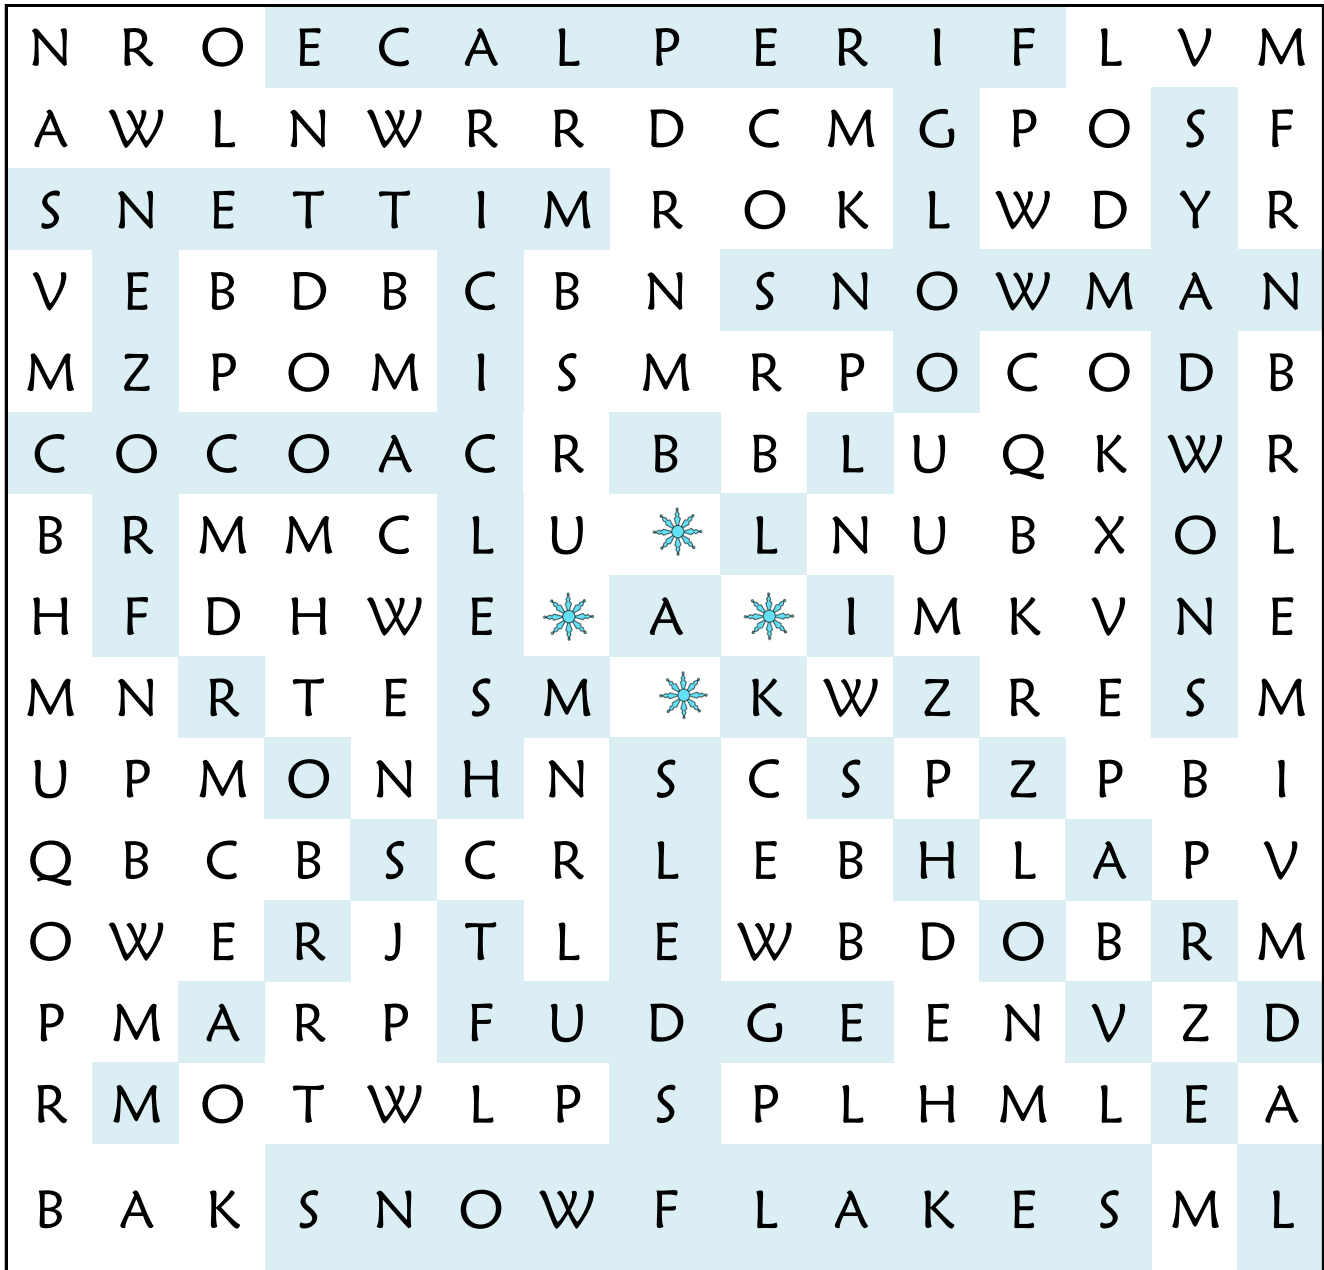 N R O E C A L P E R I F L V M
A W L N W R R D C M G P O S F
S N E T T I M R O K L W D Y R
V E B D B C B N S N O W M A N
M Z P O M I S M R P O C O D B
C O C O A C R B B L U Q K W R
B R M M C L U L N U B X O L
H F D H W E A I M K V N E
M N R T E S M K W Z R E S M
U P M O N H N S C S P Z P B I
Q B C B S C R L E B H L A P V
O W E R J T L E W B D O B R M
P M A R P F U D G E E N V Z D
R M O T W L P S P L H M L E A
B A K S N O W F L A K E S M L